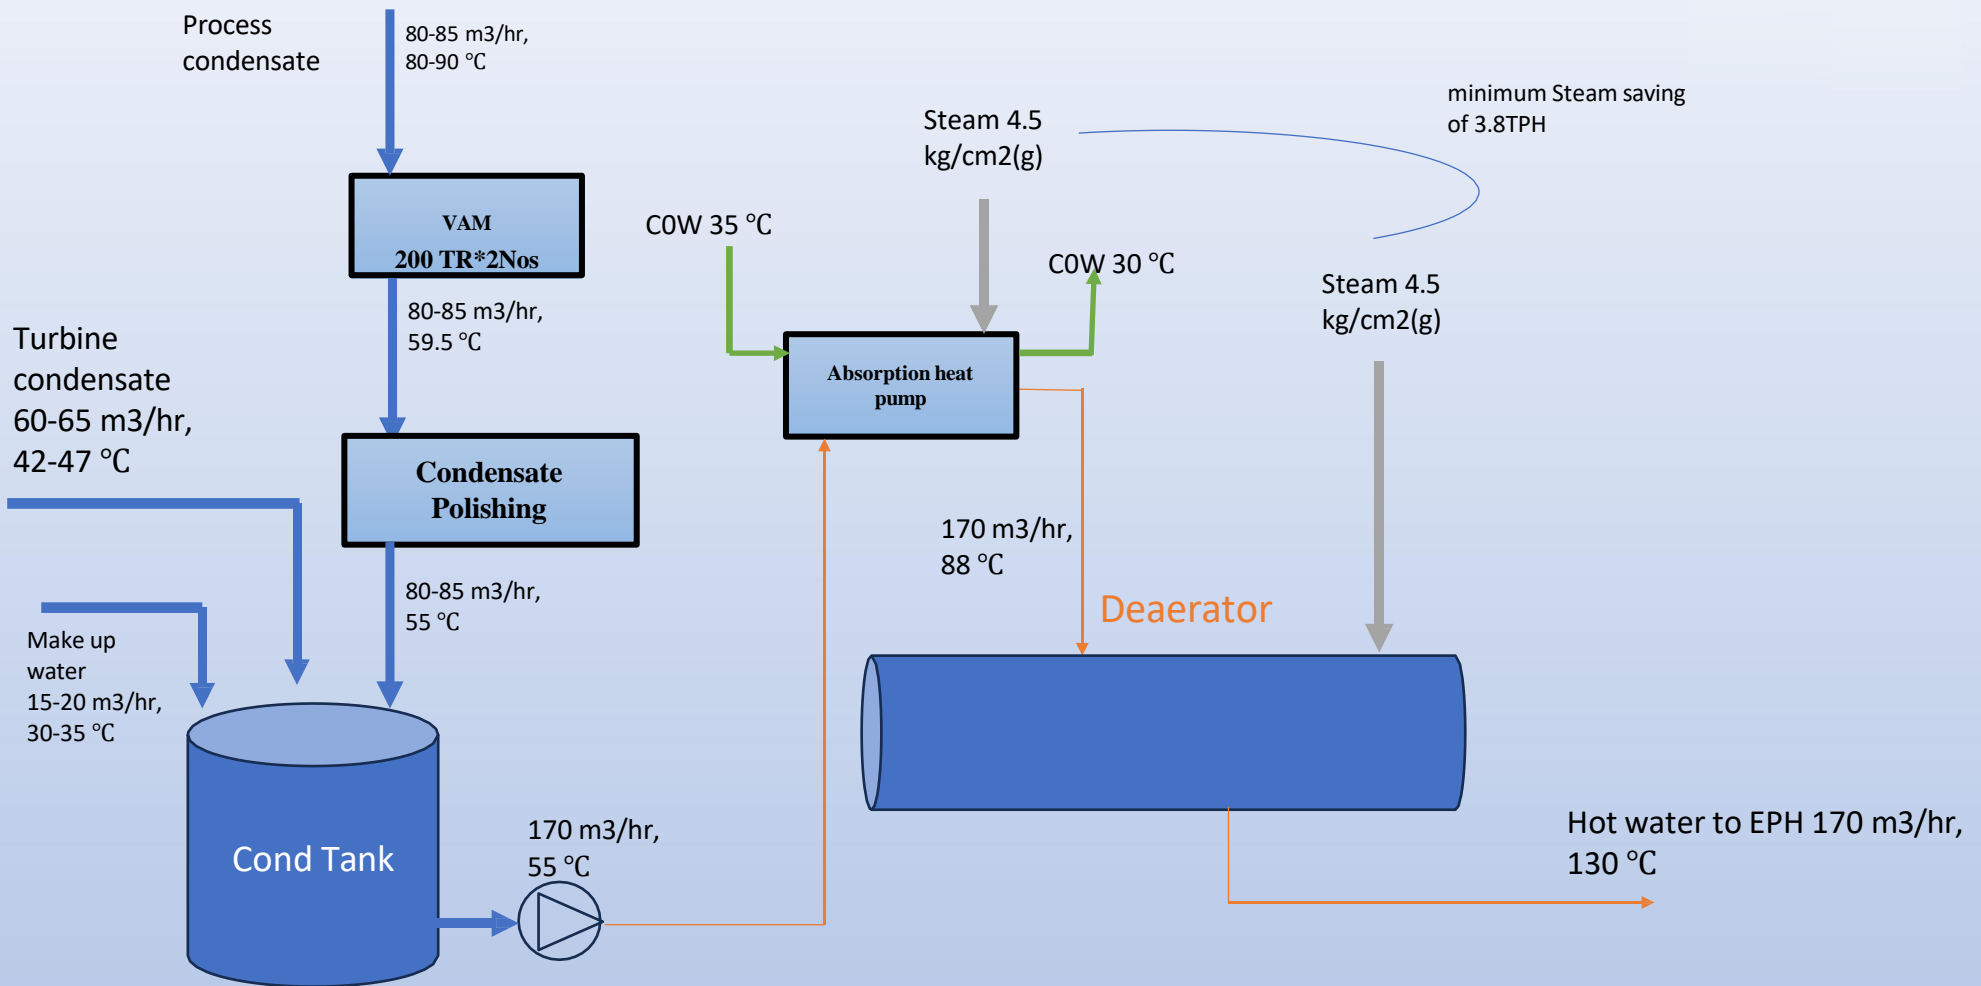 Process
condensate
80-85 m3/hr,
80-90 °C
minimum Steam saving
of 3.8TPH
Steam 4.5
kg/cm2(g)
VAM
200 TR*2Nos
C0W 35 °C
C0W 30 °C
Steam 4.5
kg/cm2(g)
80-85 m3/hr,
59.5 °C
Turbine
condensate
60-65 m3/hr,
42-47 °C
Absorption heat
pump
Condensate
Polishing
170 m3/hr,
88 °C
80-85 m3/hr,
55 °C
Deaerator
Make up
water
15-20 m3/hr,
30-35 °C
Cond Tank
170 m3/hr,
55 °C
Hot water to EPH 170 m3/hr,
130 °C